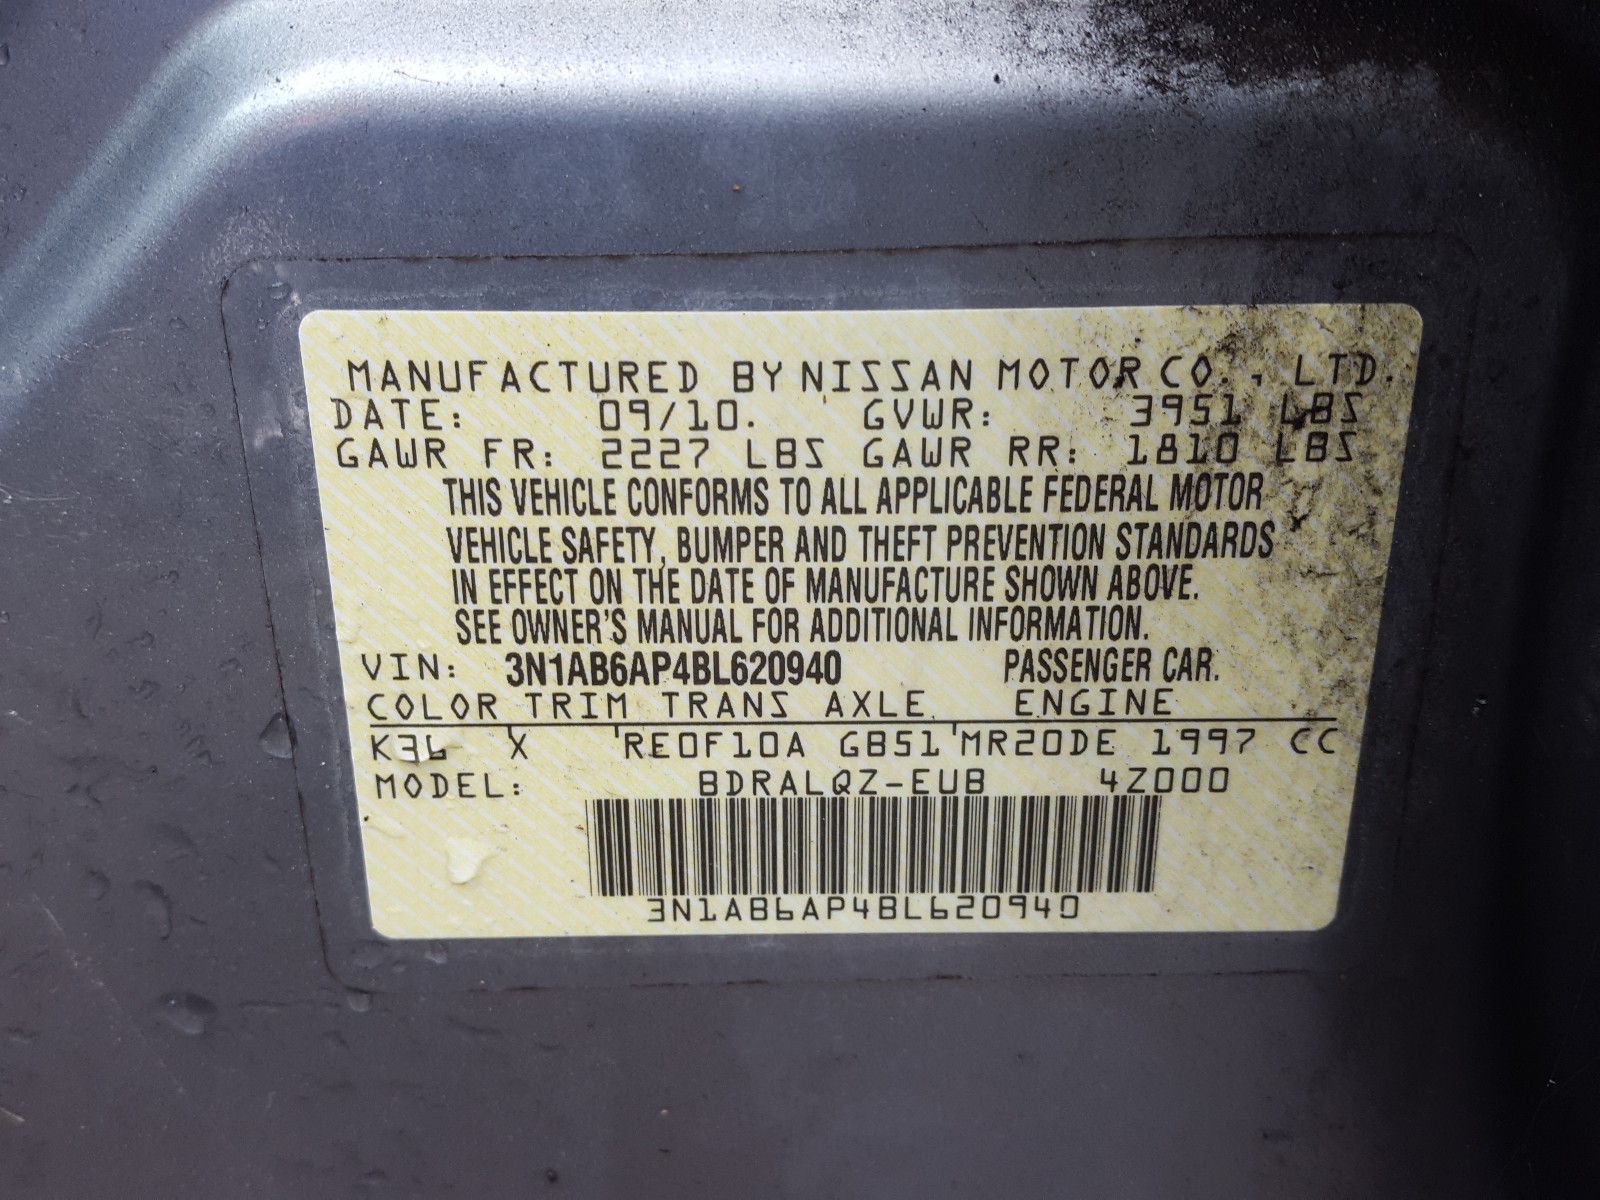 MANUFACTURED BY NISSAN MOTOR CO., LTD.
DATE: 09/10. GVWR: 3951 LBS
GAWR FR: 2227 LBS GAWR RR: 1810 LBS
THIS VEHICLE CONFORMS TO ALL APPLICABLE FEDERAL MOTOR
VEHICLE SAFETY, BUMPER AND THEFT PREVENTION STANDARDS
IN EFFECT ON THE DATE OF MANUFACTURE SHOWN ABOVE.
SEE OWNER'S MANUAL FOR ADDITIONAL INFORMATION.
VIN: 3N1AB6AP4BL620940 PASSENGER CAR.
COLOR TRIM TRANS AXLE ENGINE
K36 X RE0F10A GB51 MR20DE 1997 CC
MODEL: BDRALQZ-EUB 4Z000
3N1AB6AP4BL620940